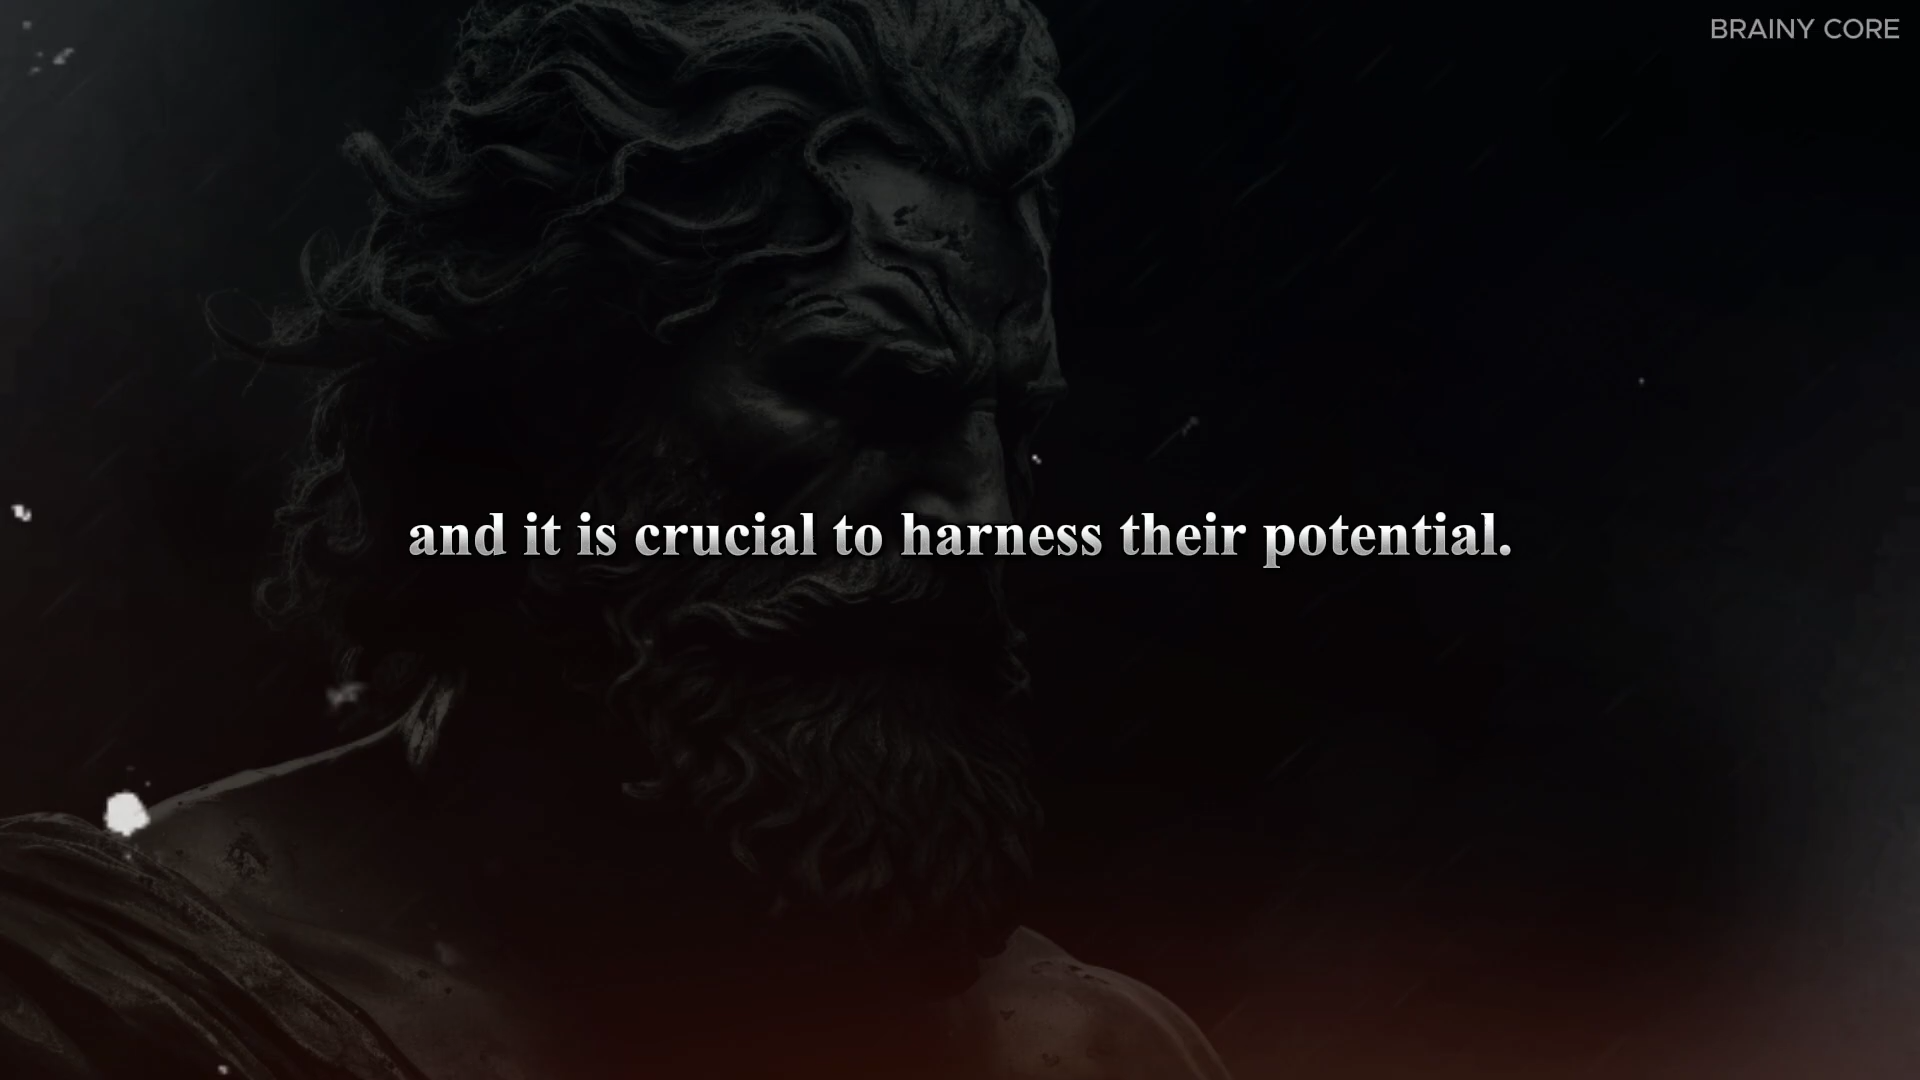 BRAINY CORE
and it is crucial to harness their potential.